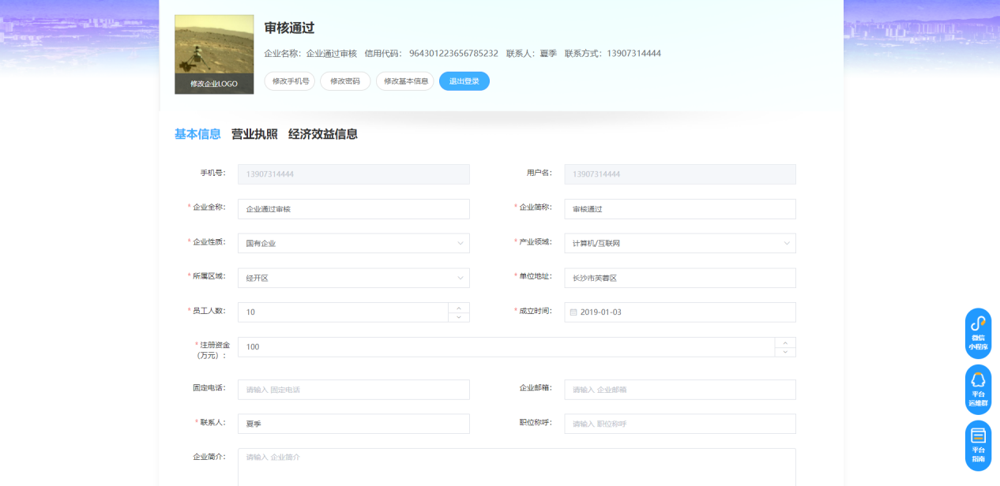 审核通过
企业名称：企业通过审核 信用代码： 964301223656785232 联系人：夏季 联系方式：13907314444
修改企业LOGO
修改手机号 修改密码 修改基本信息 退出登录
基本信息 营业执照 经济效益信息
手机号： 13907314444 用户名： 13907314444
* 企业全称： 企业通过审核 * 企业简称： 审核通过
* 企业性质： 国有企业 * 产业领域： 计算机/互联网
* 所属区域： 经开区 * 单位地址： 长沙市芙蓉区
* 员工人数： 10 * 成立时间： 2019-01-03
* 注册资金
（万元）： 100
固定电话： 请输入 固定电话 企业邮箱： 请输入 企业邮箱
* 联系人： 夏季 职位称呼： 请输入 职位称呼
企业简介： 请输入 企业简介
微信
小程序
平台
运维群
平台
指南